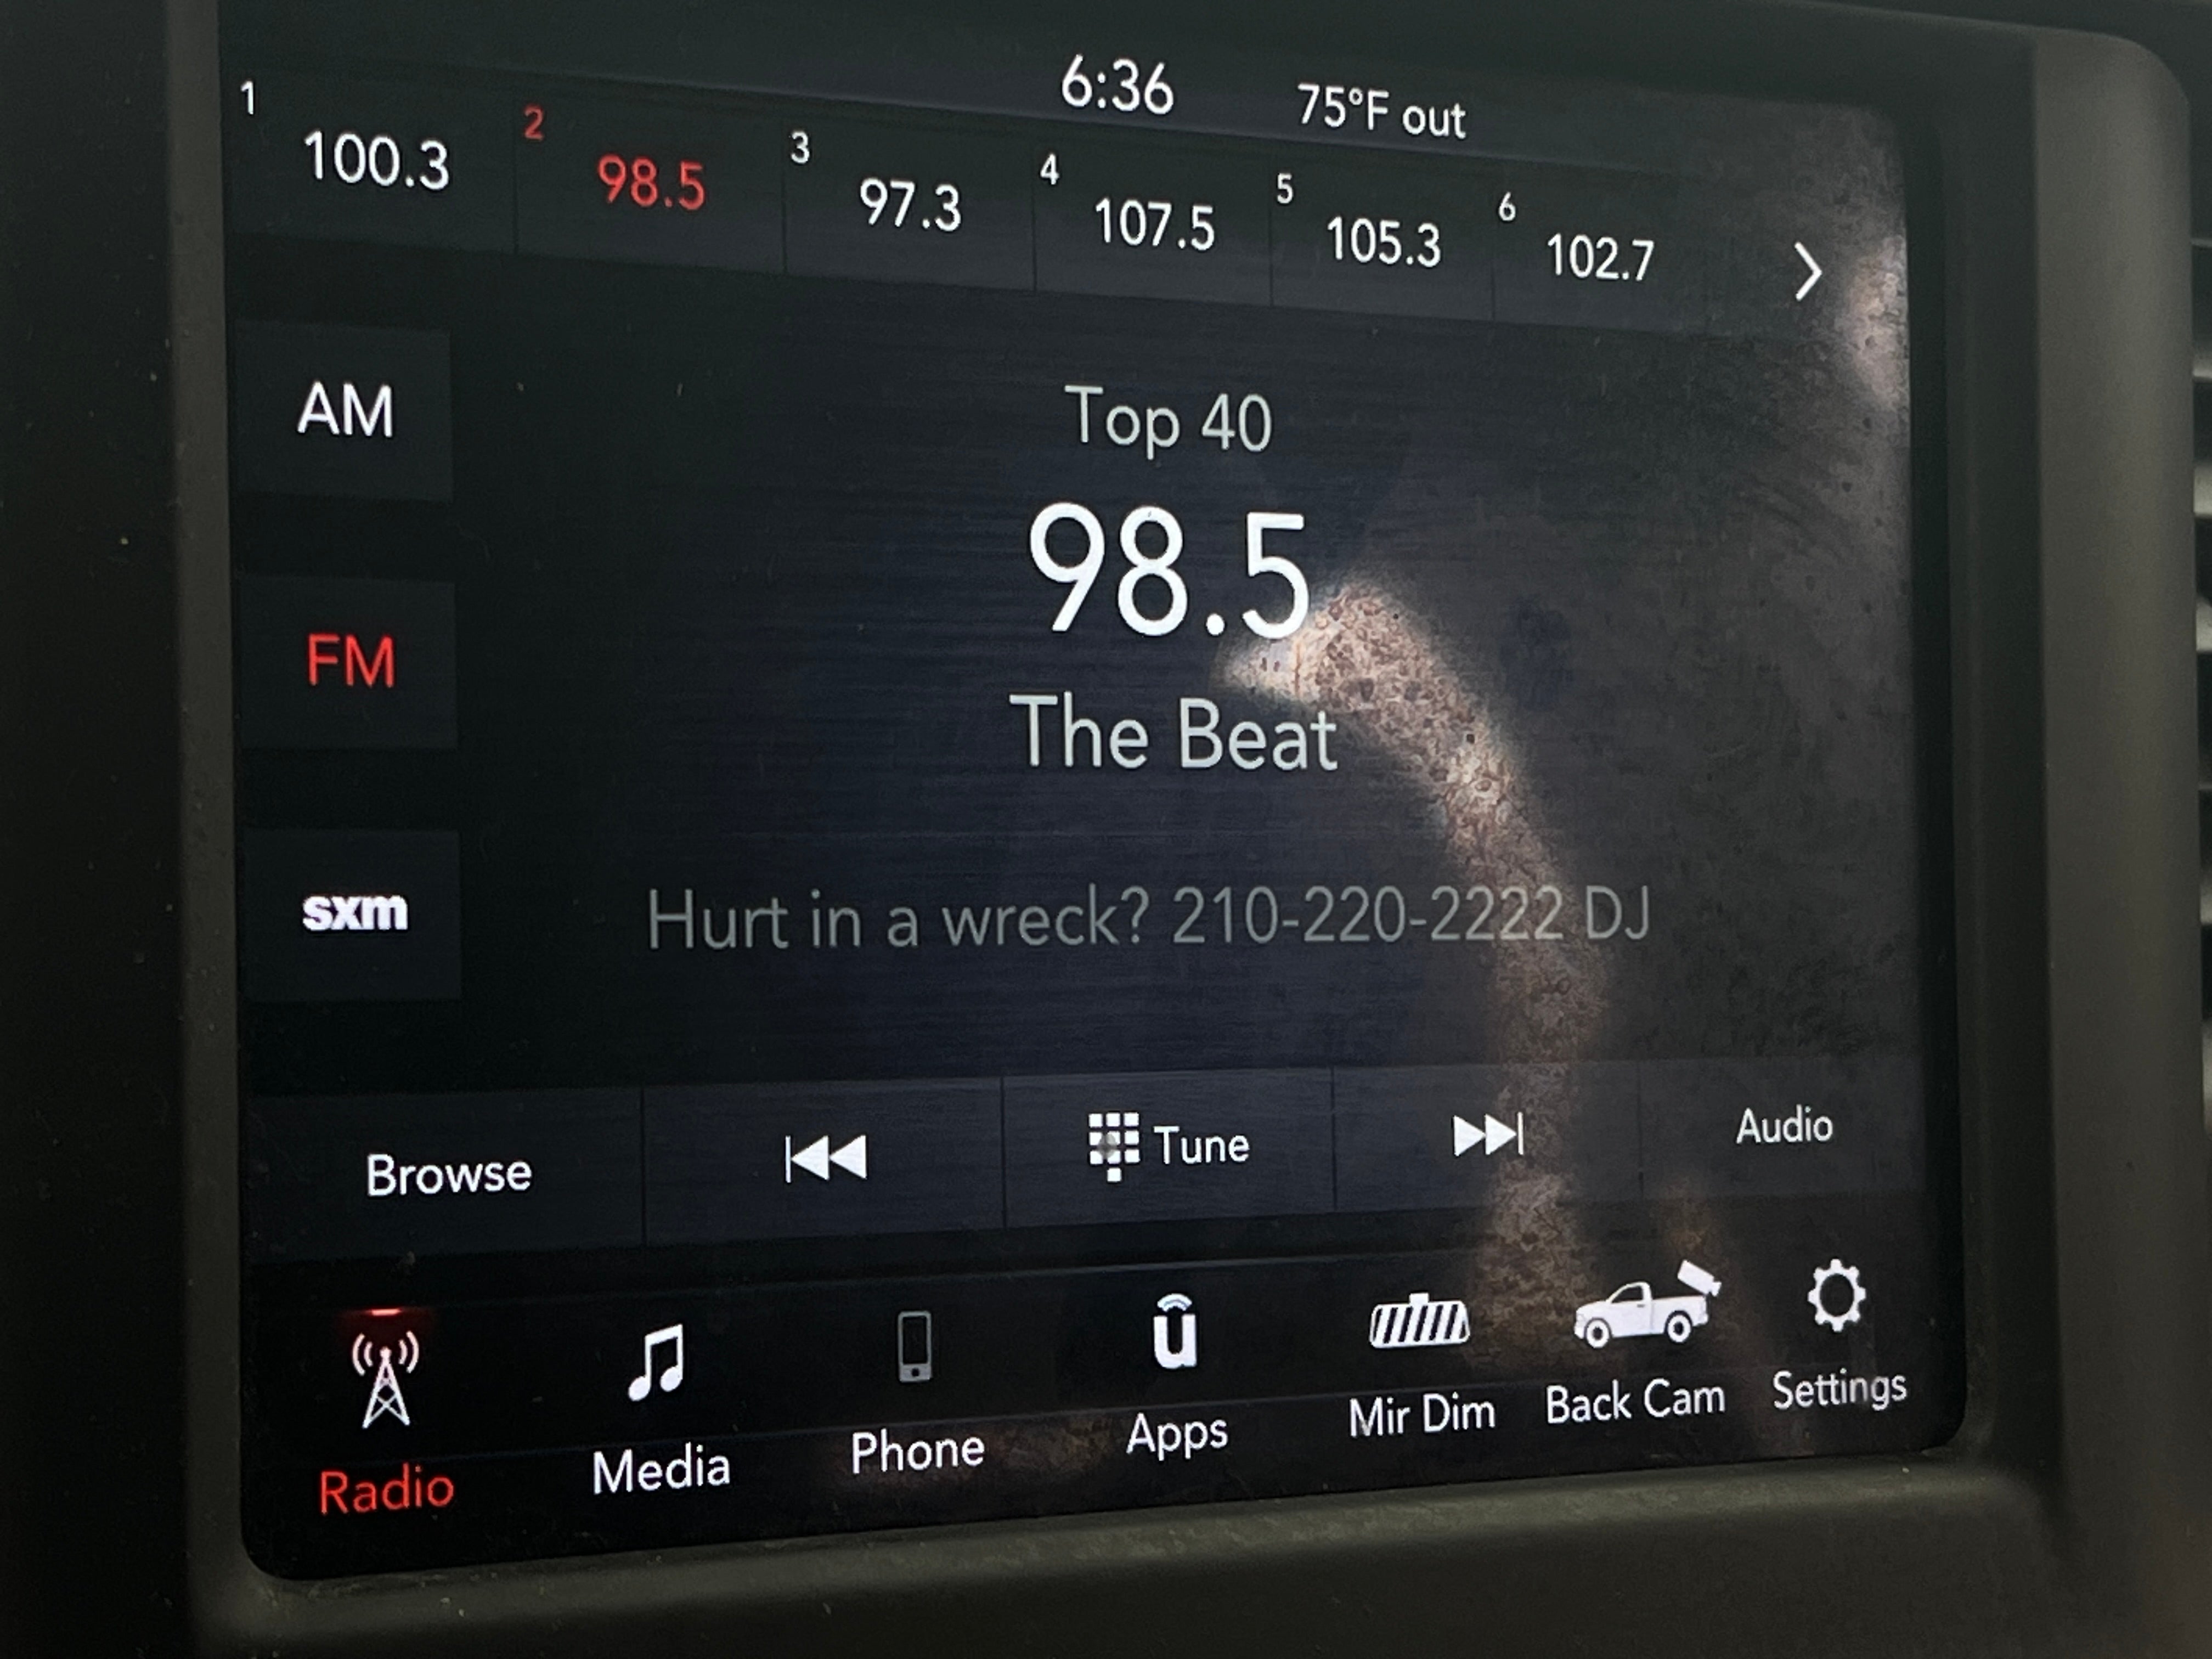 6:36 75°F out
1 100.3 2 98.5 3 97.3 4 107.5 5 105.3 6 102.7
AM
Top 40
98.5
FM
The Beat
sxm
Hurt in a wreck? 210-220-2222 DJ
Browse Tune Audio
u
Radio Media Phone Apps Mir Dim Back Cam Settings